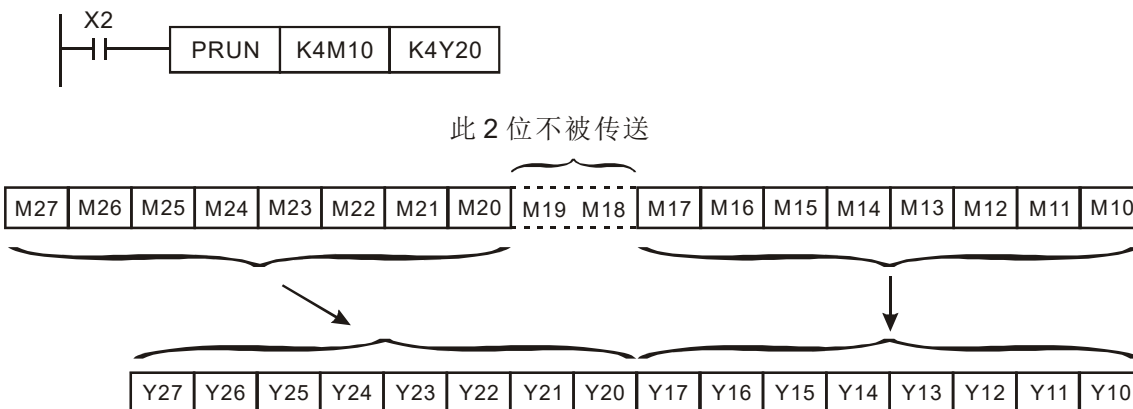 X2
PRUN K4M10 K4Y20
此 2 位不被传送
M27 M26 M25 M24 M23 M22 M21 M20 M19 M18 M17 M16 M15 M14 M13 M12 M11 M10
Y27 Y26 Y25 Y24 Y23 Y22 Y21 Y20 Y17 Y16 Y15 Y14 Y13 Y12 Y11 Y10